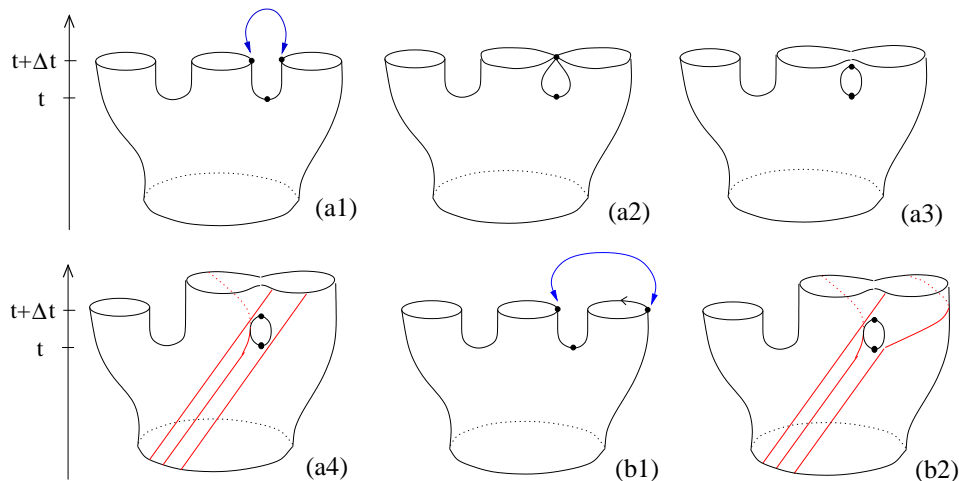 t+Δt
t
(a1)
(a2)
(a3)
t+Δt
t
(a4)
(b1)
(b2)